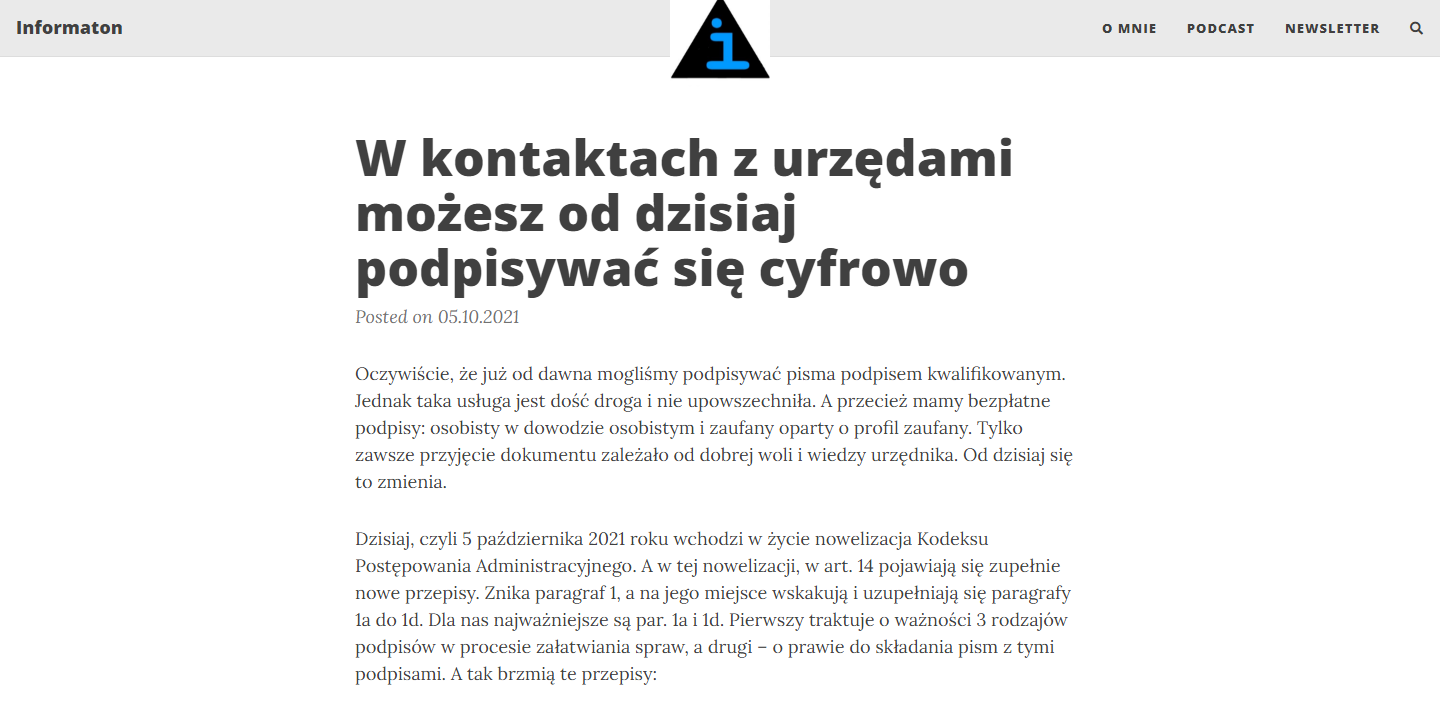 Informaton
i
O MNIE
PODCAST
NEWSLETTER
W kontaktach z urzędami
możesz od dzisiaj
podpisywać się cyfrowo
Posted on 05.10.2021
Oczywiście, że już od dawna mogliśmy podpisywać pisma podpisem kwalifikowanym.
Jednak taka usługa jest dość droga i nie upowszechniła. A przecież mamy bezpłatne
podpisy: osobisty w dowodzie osobistym i zaufany oparty o profil zaufany. Tylko
zawsze przyjęcie dokumentu zależało od dobrej woli i wiedzy urzędnika. Od dzisiaj się
to zmienia.
Dzisiaj, czyli 5 października 2021 roku wchodzi w życie nowelizacja Kodeksu
Postępowania Administracyjnego. A w tej nowelizacji, w art. 14 pojawiają się zupełnie
nowe przepisy. Znika paragraf 1, a na jego miejsce wskakują i uzupełniają się paragrafy
1a do 1d. Dla nas najważniejsze są par. 1a i 1d. Pierwszy traktuje o ważności 3 rodzajów
podpisów w procesie załatwiania spraw, a drugi – o prawie do składania pism z tymi
podpisami. A tak brzmią te przepisy: